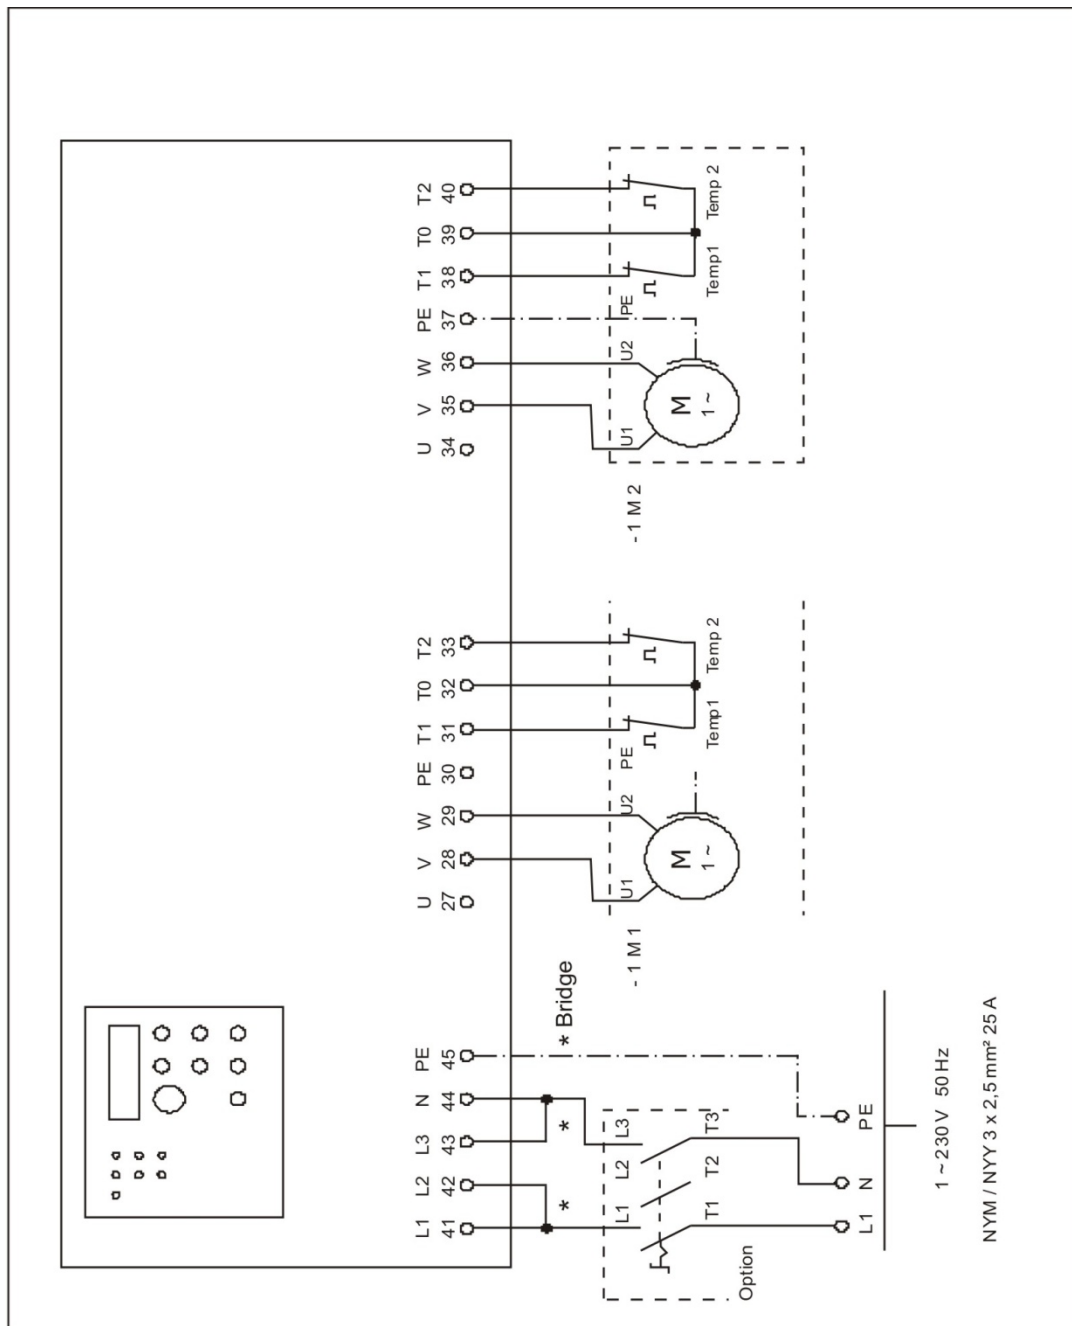 L1 L2 L3 N PE
41 42 43 44 45
U V W PE T1 T0 T2
27 28 29 30 31 32 33
U V W PE T1 T0 T2
34 35 36 37 38 39 40
* * * Bridge
- 1 M 1
- 1 M 2
L1 L2 L3
T1 T2 T3
Option
U1 U2 PE
M
1 ~
Temp1 Temp 2
U1 U2 PE
M
1 ~
Temp1 Temp 2
L1 N PE
1 ~ 230 V 50 Hz
NYM / NYY 3 x 2,5 mm² 25 A